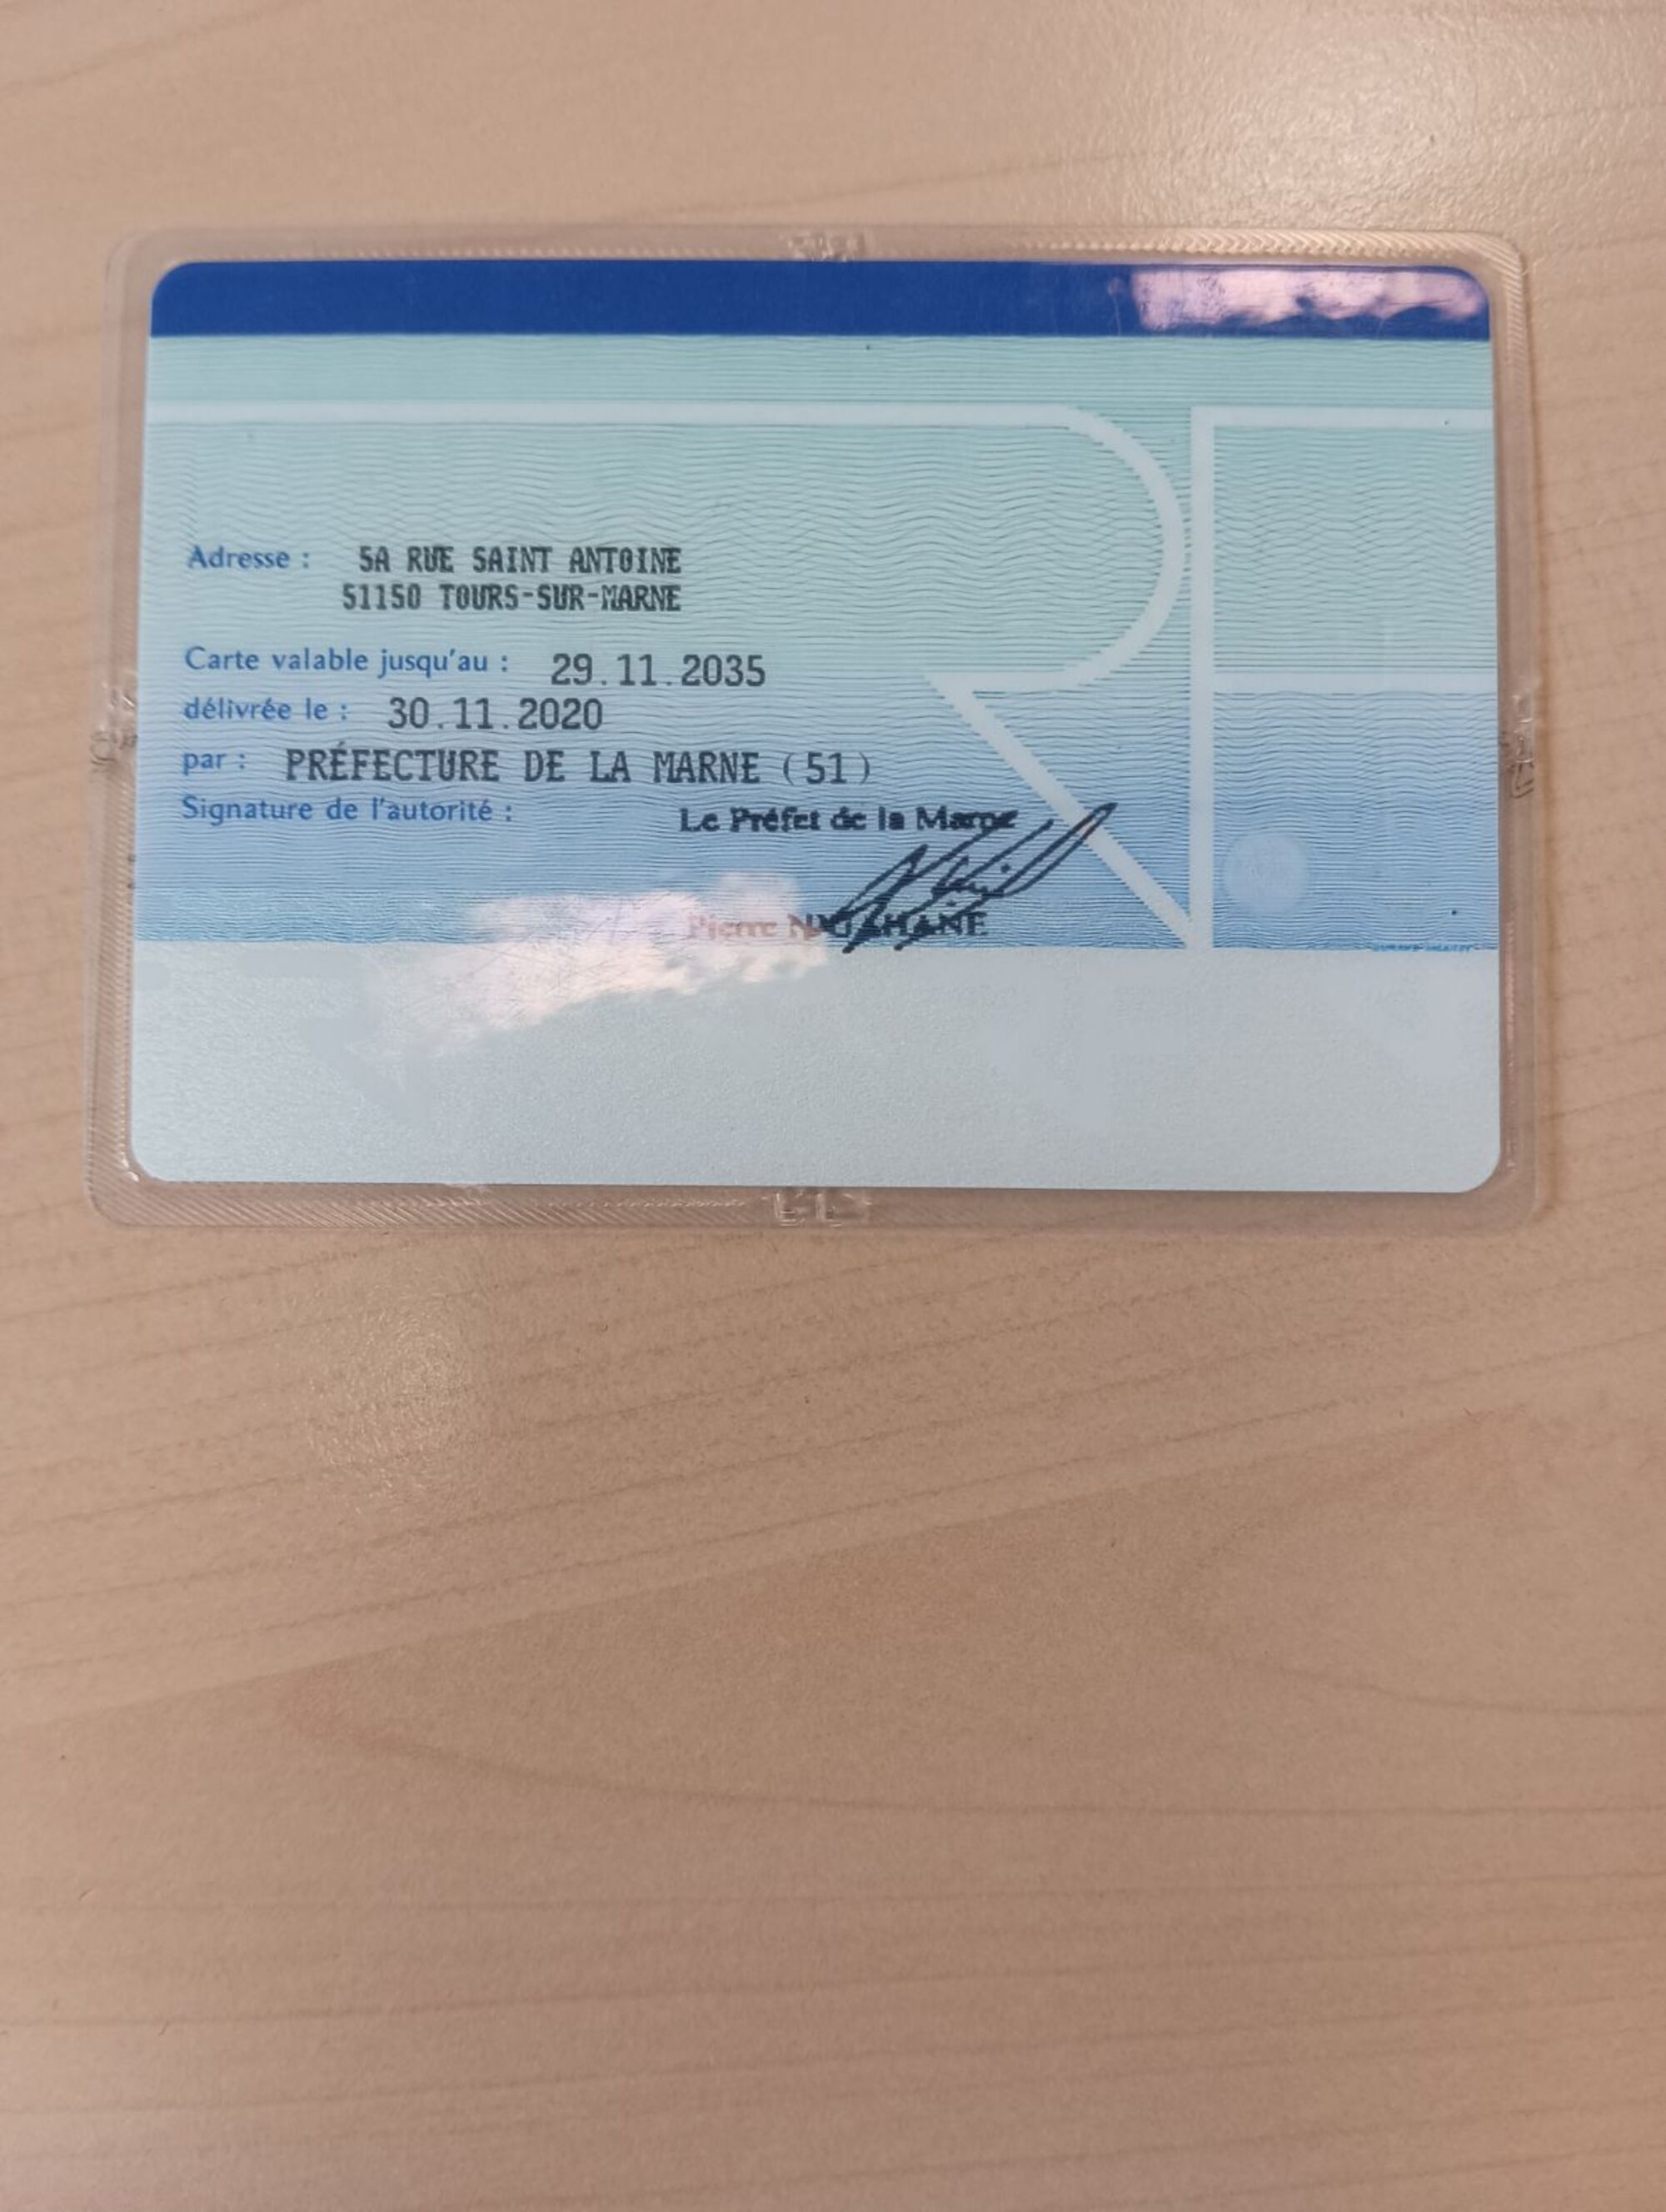 Adresse : 5A RUE SAINT ANTOINE
51150 TOURS-SUR-MARNE
Carte valable jusqu'au : 29.11.2035
délivrée le : 30.11.2020
par : PRÉFECTURE DE LA MARNE (51)
Signature de l'autorité : Le Préfet de la Marne
Pierre